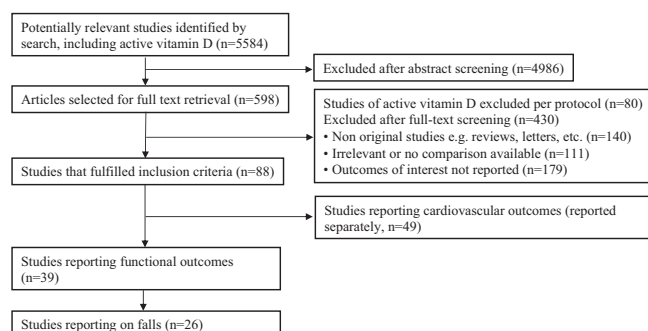 Potentially relevant studies identified by
search, including active vitamin D (n=5584)
Excluded after abstract screening (n=4986)
Articles selected for full text retrieval (n=598)
Studies of active vitamin D excluded per protocol (n=80)
Excluded after full-text screening (n=430)
• Non original studies e.g. reviews, letters, etc. (n=140)
• Irrelevant or no comparison available (n=111)
• Outcomes of interest not reported (n=179)
Studies that fulfilled inclusion criteria (n=88)
Studies reporting cardiovascular outcomes (reported
separately, n=49)
Studies reporting functional outcomes
(n=39)
Studies reporting on falls (n=26)